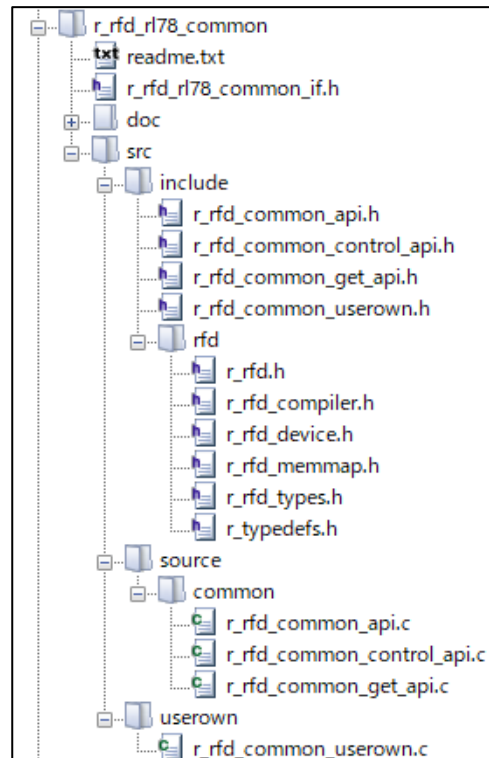 r_rfd_rl78_common
txt readme.txt
h r_rfd_rl78_common_if.h
doc
src
include
h r_rfd_common_api.h
h r_rfd_common_control_api.h
h r_rfd_common_get_api.h
h r_rfd_common_userown.h
rfd
h r_rfd.h
h r_rfd_compiler.h
h r_rfd_device.h
h r_rfd_memmap.h
h r_rfd_types.h
h r_typedefs.h
source
common
c r_rfd_common_api.c
c r_rfd_common_control_api.c
c r_rfd_common_get_api.c
userown
c r_rfd_common_userown.c